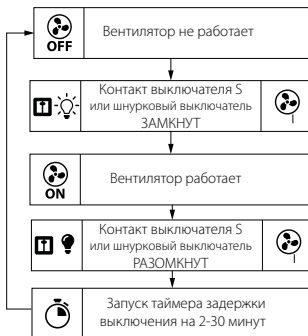 OFF
Вентилятор не работает
Контакт выключателя S
или шнурковый выключатель
ЗАМКНУТ
ON
Вентилятор работает
Контакт выключателя S
или шнурковый выключатель
РАЗОМКНУТ
Запуск таймера задержки
выключения на 2-30 минут